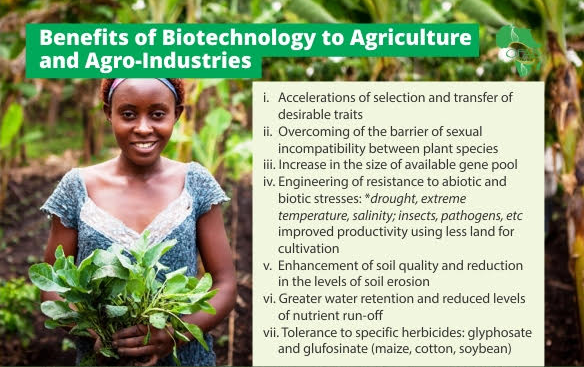 Benefits of Biotechnology to Agriculture
and Agro-Industries
i. Accelerations of selection and transfer of
desirable traits
ii. Overcoming of the barrier of sexual
incompatibility between plant species
iii. Increase in the size of available gene pool
iv. Engineering of resistance to abiotic and
biotic stresses: *drought, extreme
temperature, salinity; insects, pathogens, etc
improved productivity using less land for
cultivation
v. Enhancement of soil quality and reduction
in the levels of soil erosion
vi. Greater water retention and reduced levels
of nutrient run-off
vii. Tolerance to specific herbicides: glyphosate
and glufosinate (maize, cotton, soybean)